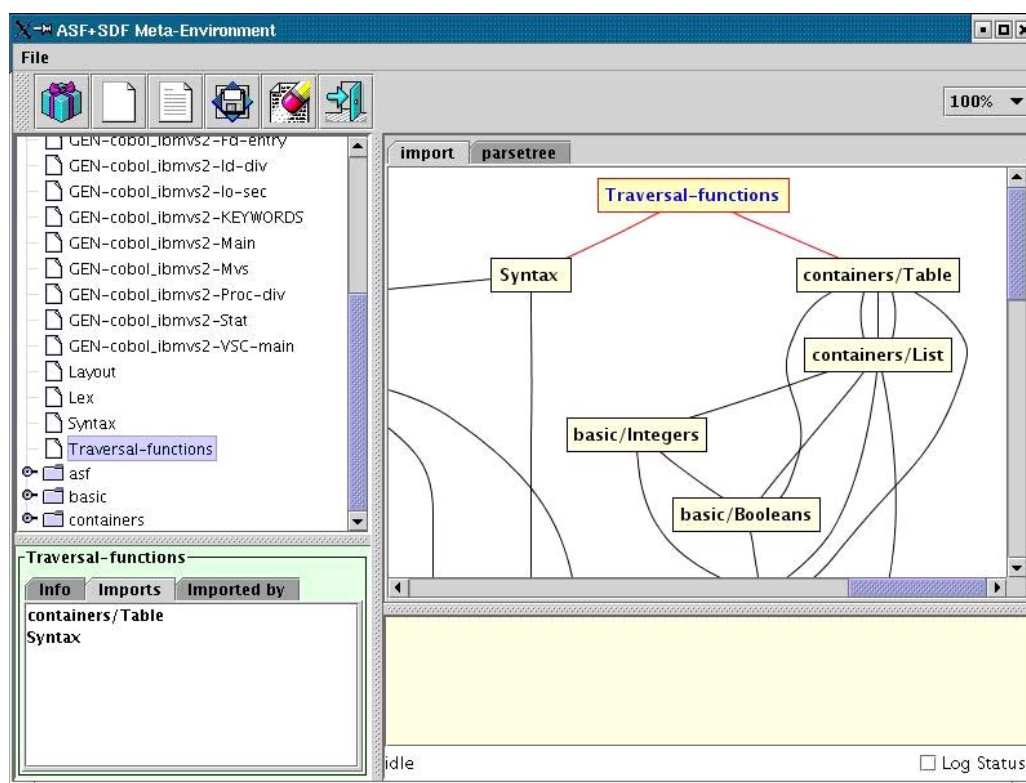 ASF+SDF Meta-Environment
File
100%
GEN-cobol_ibmvs2-Fd-entry
GEN-cobol_ibmvs2-Id-div
GEN-cobol_ibmvs2-Io-sec
GEN-cobol_ibmvs2-KEYWORDS
GEN-cobol_ibmvs2-Main
GEN-cobol_ibmvs2-Mvs
GEN-cobol_ibmvs2-Proc-div
GEN-cobol_ibmvs2-Stat
GEN-cobol_ibmvs2-VSC-main
Layout
Lex
Syntax
Traversal-functions
asf
basic
containers
import parsetree
Traversal-functions
Syntax containers/Table
containers/List
basic/Integers
basic/Booleans
Traversal-functions
Info Imports Imported by
containers/Table
Syntax
idle Log Status